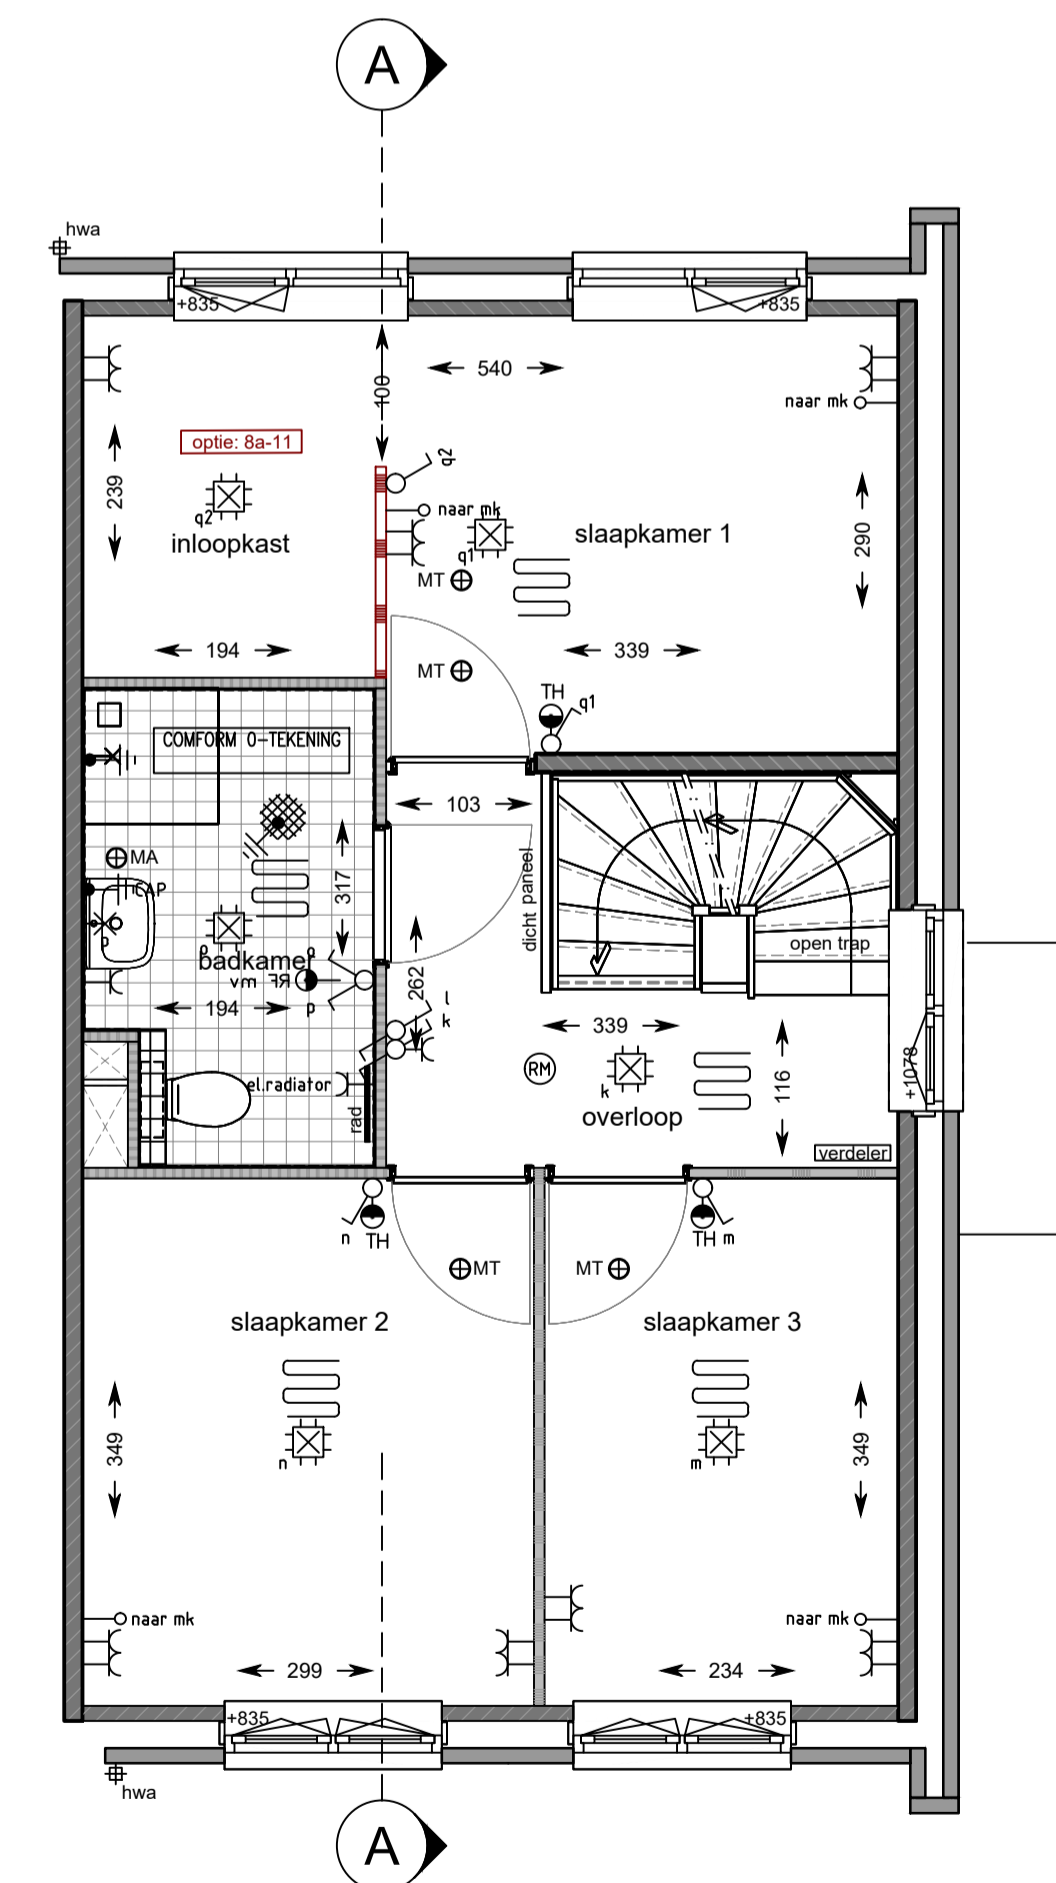 A
hwa
+835
+835
100
540
naar mk
optie: 8a-11
q2
239
q2
naar mk
inloopkast
q1
slaapkamer 1
290
MT
194
339
MT
TH
q1
COMFORM 0-TEKENING
103
317
dicht paneel
MA
CAP
p
open trap
p
badkamer
q
RF mv
p
262
194
l
k
339
RM
k
116
+1078
el.radiator
rad
overloop
verdeler
n
TH
TH
m
MT
MT
slaapkamer 2
slaapkamer 3
349
n
m
349
naar mk
naar mk
299
234
+835
+835
hwa
A